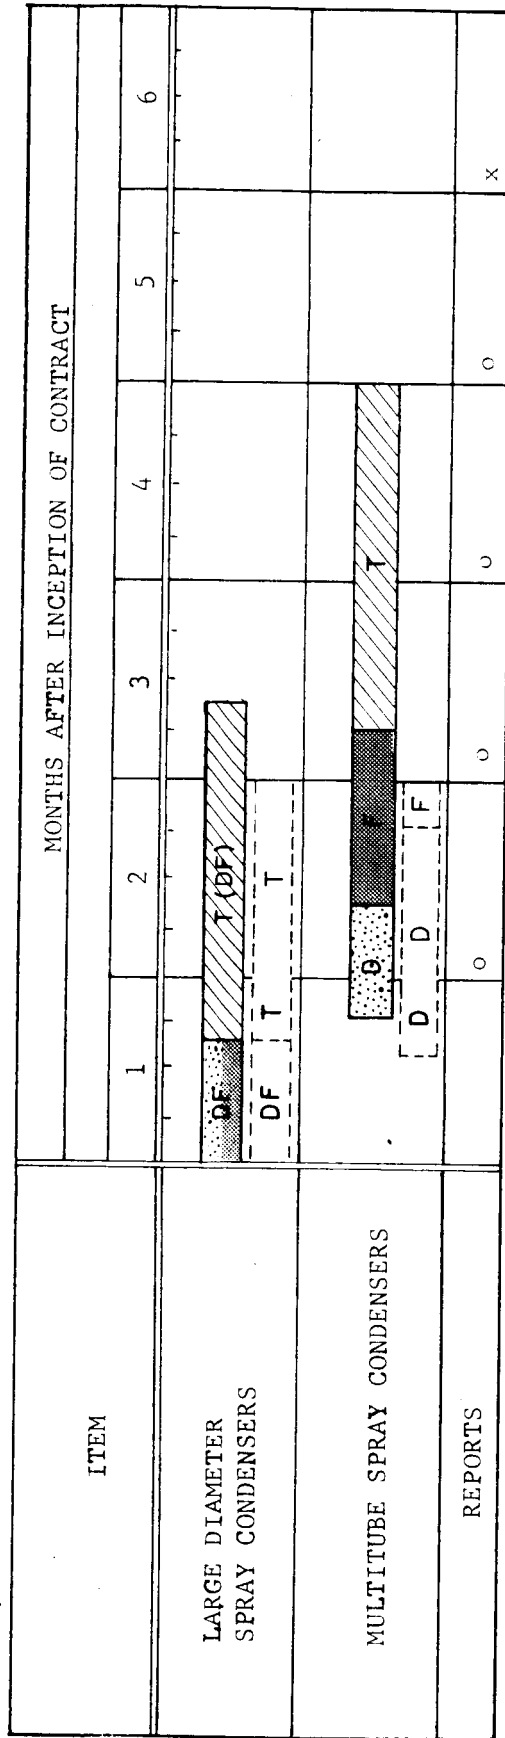 MONTHS AFTER INCEPTION OF CONTRACT
ITEM
1 2 3 4 5 6
LARGE DIAMETER
SPRAY CONDENSERS
DF T (DF)
DF T T
MULTITUBE SPRAY CONDENSERS
D F T
D D F
REPORTS
O O O O X